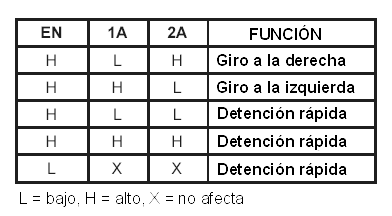 EN 1A 2A FUNCIÓN
H L H Giro a la derecha
H H L Giro a la izquierda
H L L Detención rápida
H H H Detención rápida
L X X Detención rápida
L = bajo, H = alto, X = no afecta